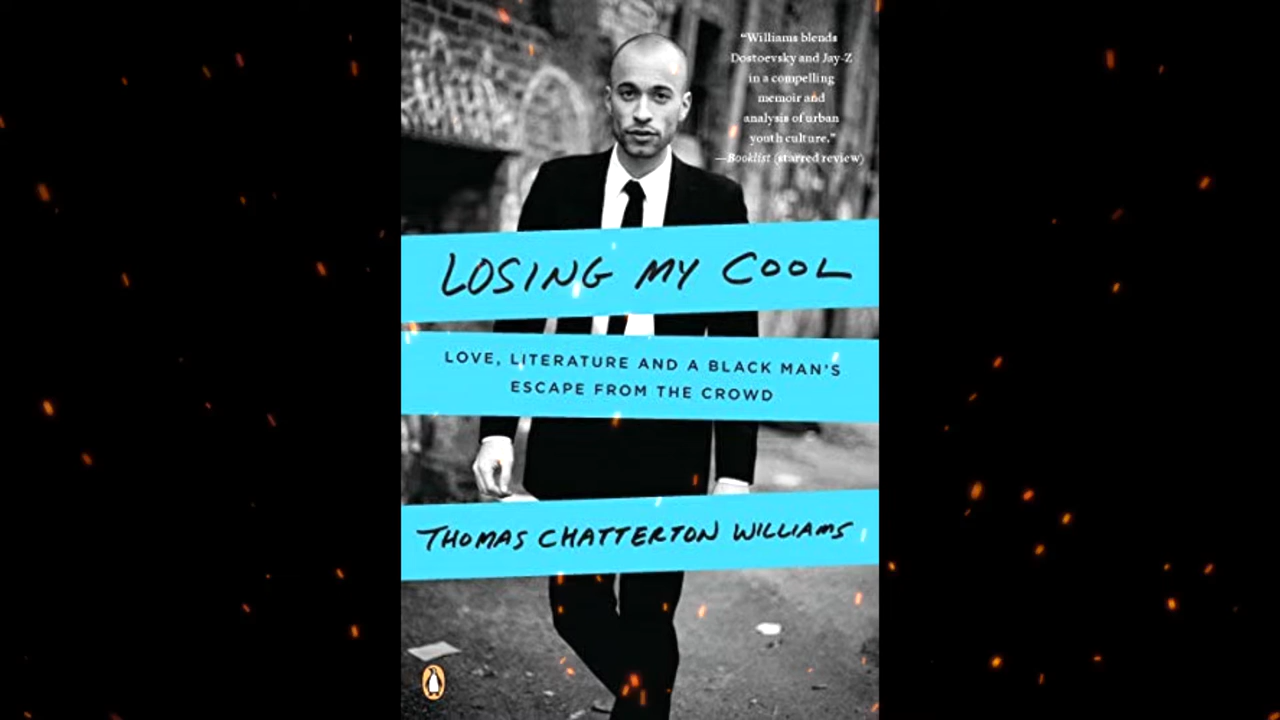 “Williams blends
Dostoevsky and Jay-Z
in a compelling
memoir and
analysis of urban
youth culture.”
—Booklist (starred review)
LOSING MY COOL
LOVE, LITERATURE AND A BLACK MAN’S
ESCAPE FROM THE CROWD
THOMAS CHATTERTON WILLIAMS